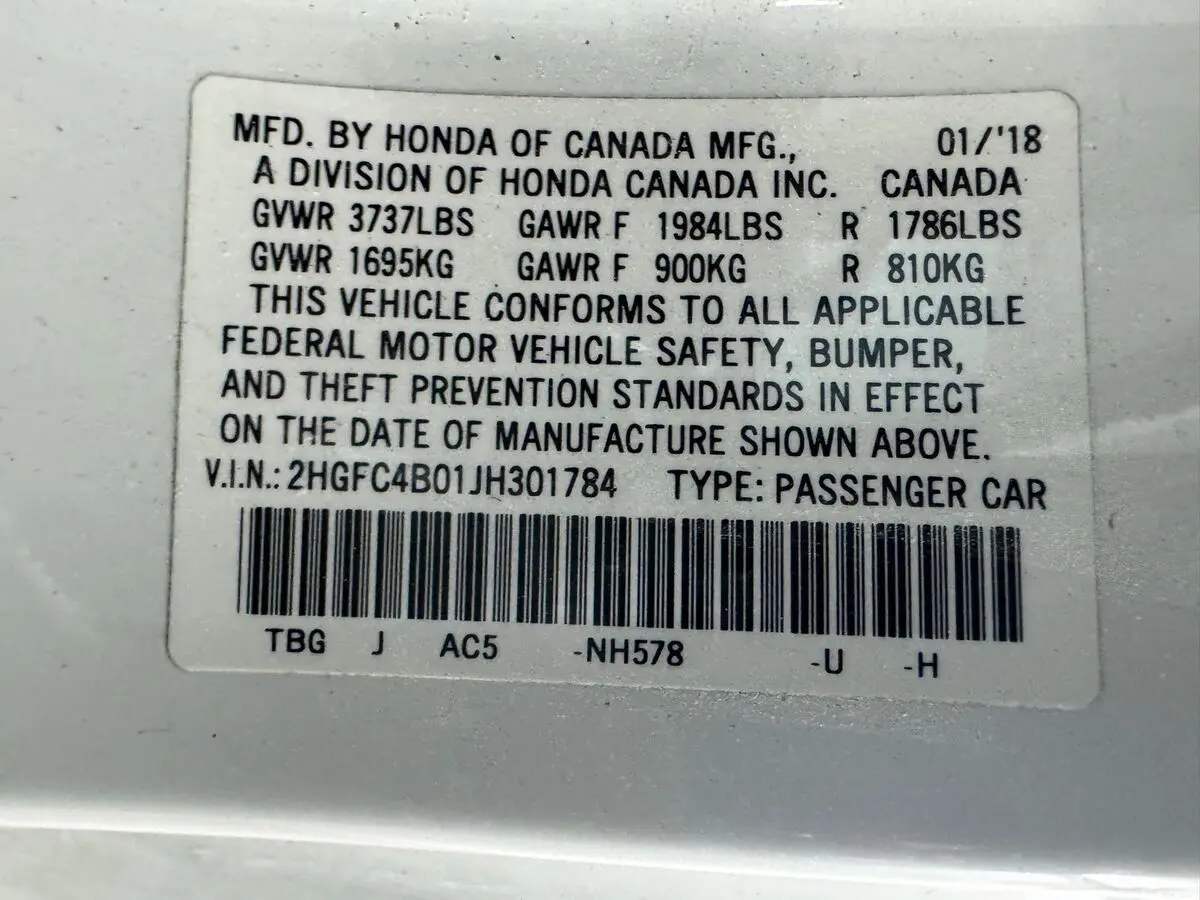 MFD. BY HONDA OF CANADA MFG., 01/'18
A DIVISION OF HONDA CANADA INC. CANADA
GVWR 3737LBS GAWR F 1984LBS R 1786LBS
GVWR 1695KG GAWR F 900KG R 810KG
THIS VEHICLE CONFORMS TO ALL APPLICABLE
FEDERAL MOTOR VEHICLE SAFETY, BUMPER,
AND THEFT PREVENTION STANDARDS IN EFFECT
ON THE DATE OF MANUFACTURE SHOWN ABOVE.
V.I.N.: 2HGFC4B01JH301784 TYPE: PASSENGER CAR
TBG J AC5 -NH578 -U -H